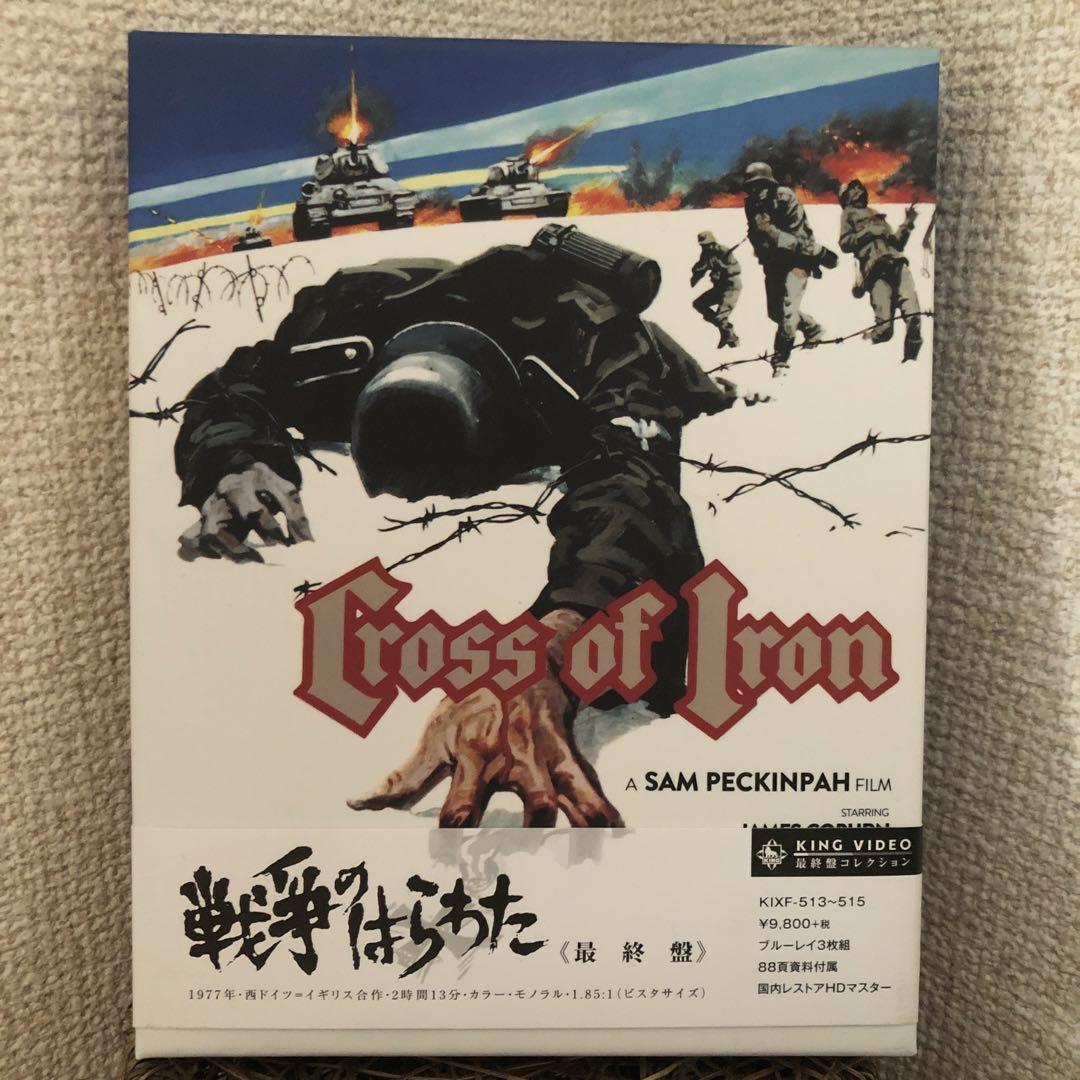 Cross of Iron
A SAM PECKINPAH FILM
STARRING
JAMES COBURN
KING VIDEO
最終盤コレクション
戦争のはらわた
《最終盤》
1977年・西ドイツ=イギリス合作・2時間13分・カラー・モノラル・1.85:1(ビスタサイズ)
KIXF-513~515
¥9,800+税
ブルーレイ3枚組
88頁資料付属
国内レストアHDマスター